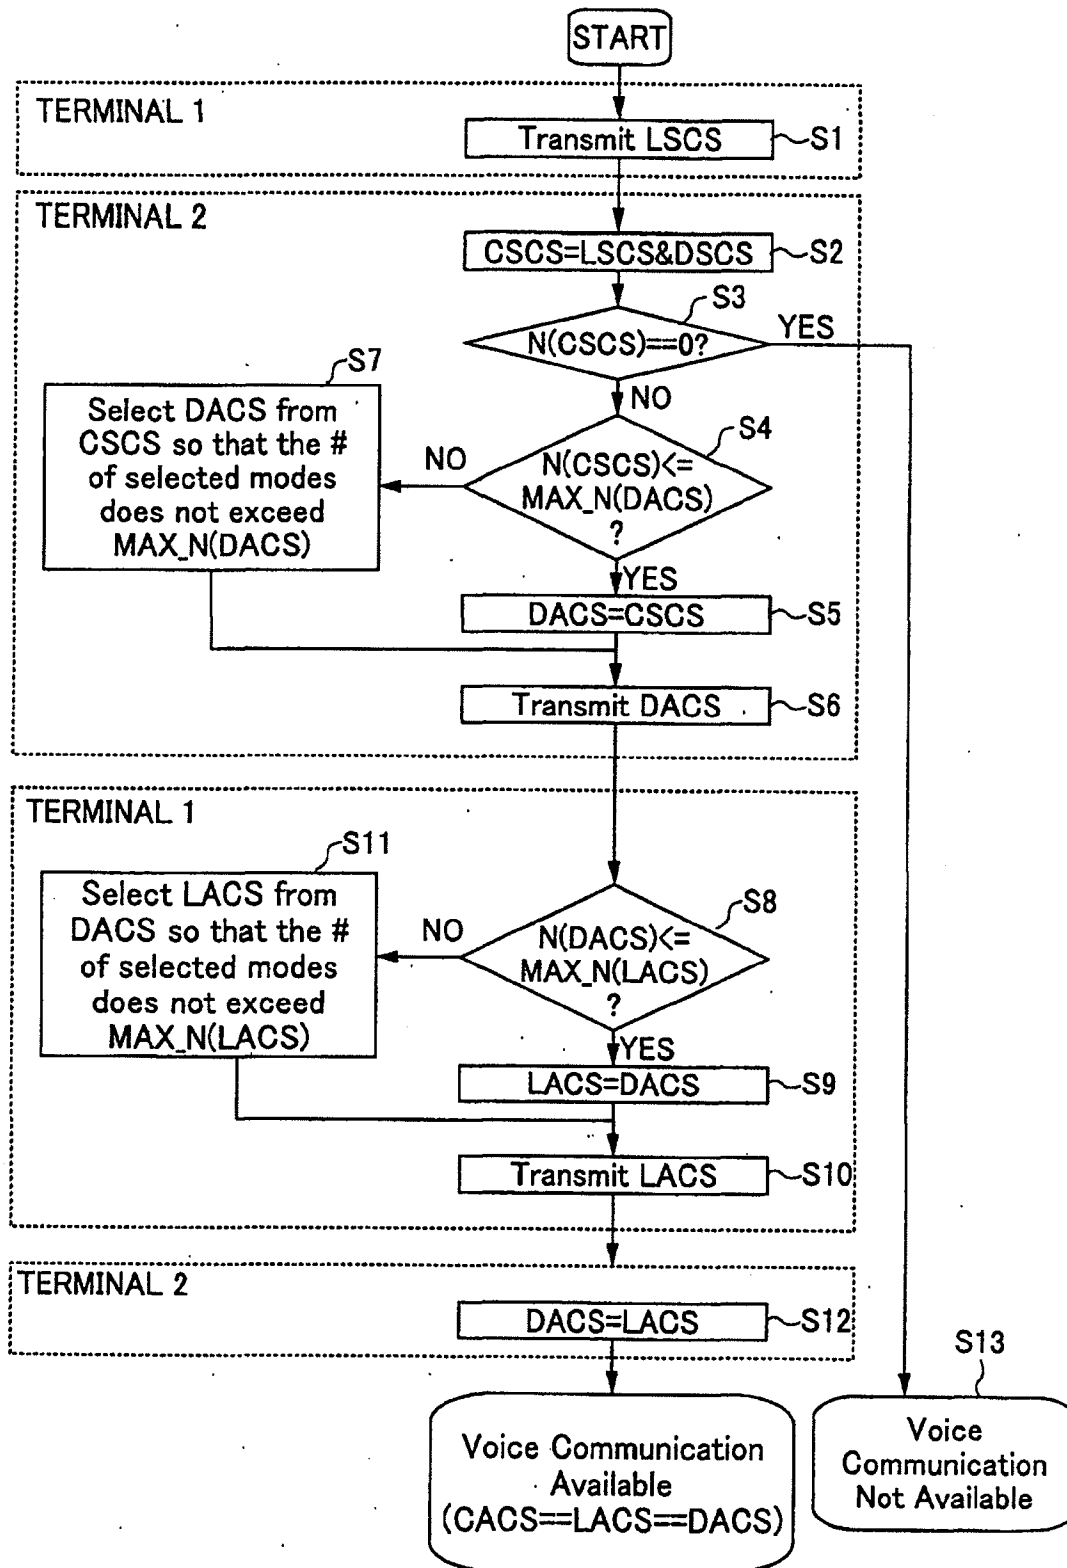 START
TERMINAL 1
Transmit LSCS
S1
TERMINAL 2
CSCS=LSCS&DSCS
S2
S3
N(CSCS)==0?
YES
NO
S7
Select DACS from
CSCS so that the #
of selected modes
does not exceed
MAX_N(DACS)
NO
S4
N(CSCS)<=
MAX_N(DACS)
?
YES
DACS=CSCS
S5
Transmit DACS
S6
TERMINAL 1
S11
Select LACS from
DACS so that the #
of selected modes
does not exceed
MAX_N(LACS)
NO
S8
N(DACS)<=
MAX_N(LACS)
?
YES
LACS=DACS
S9
Transmit LACS
S10
TERMINAL 2
DACS=LACS
S12
S13
Voice Communication
Available
(CACS==LACS==DACS)
Voice
Communication
Not Available